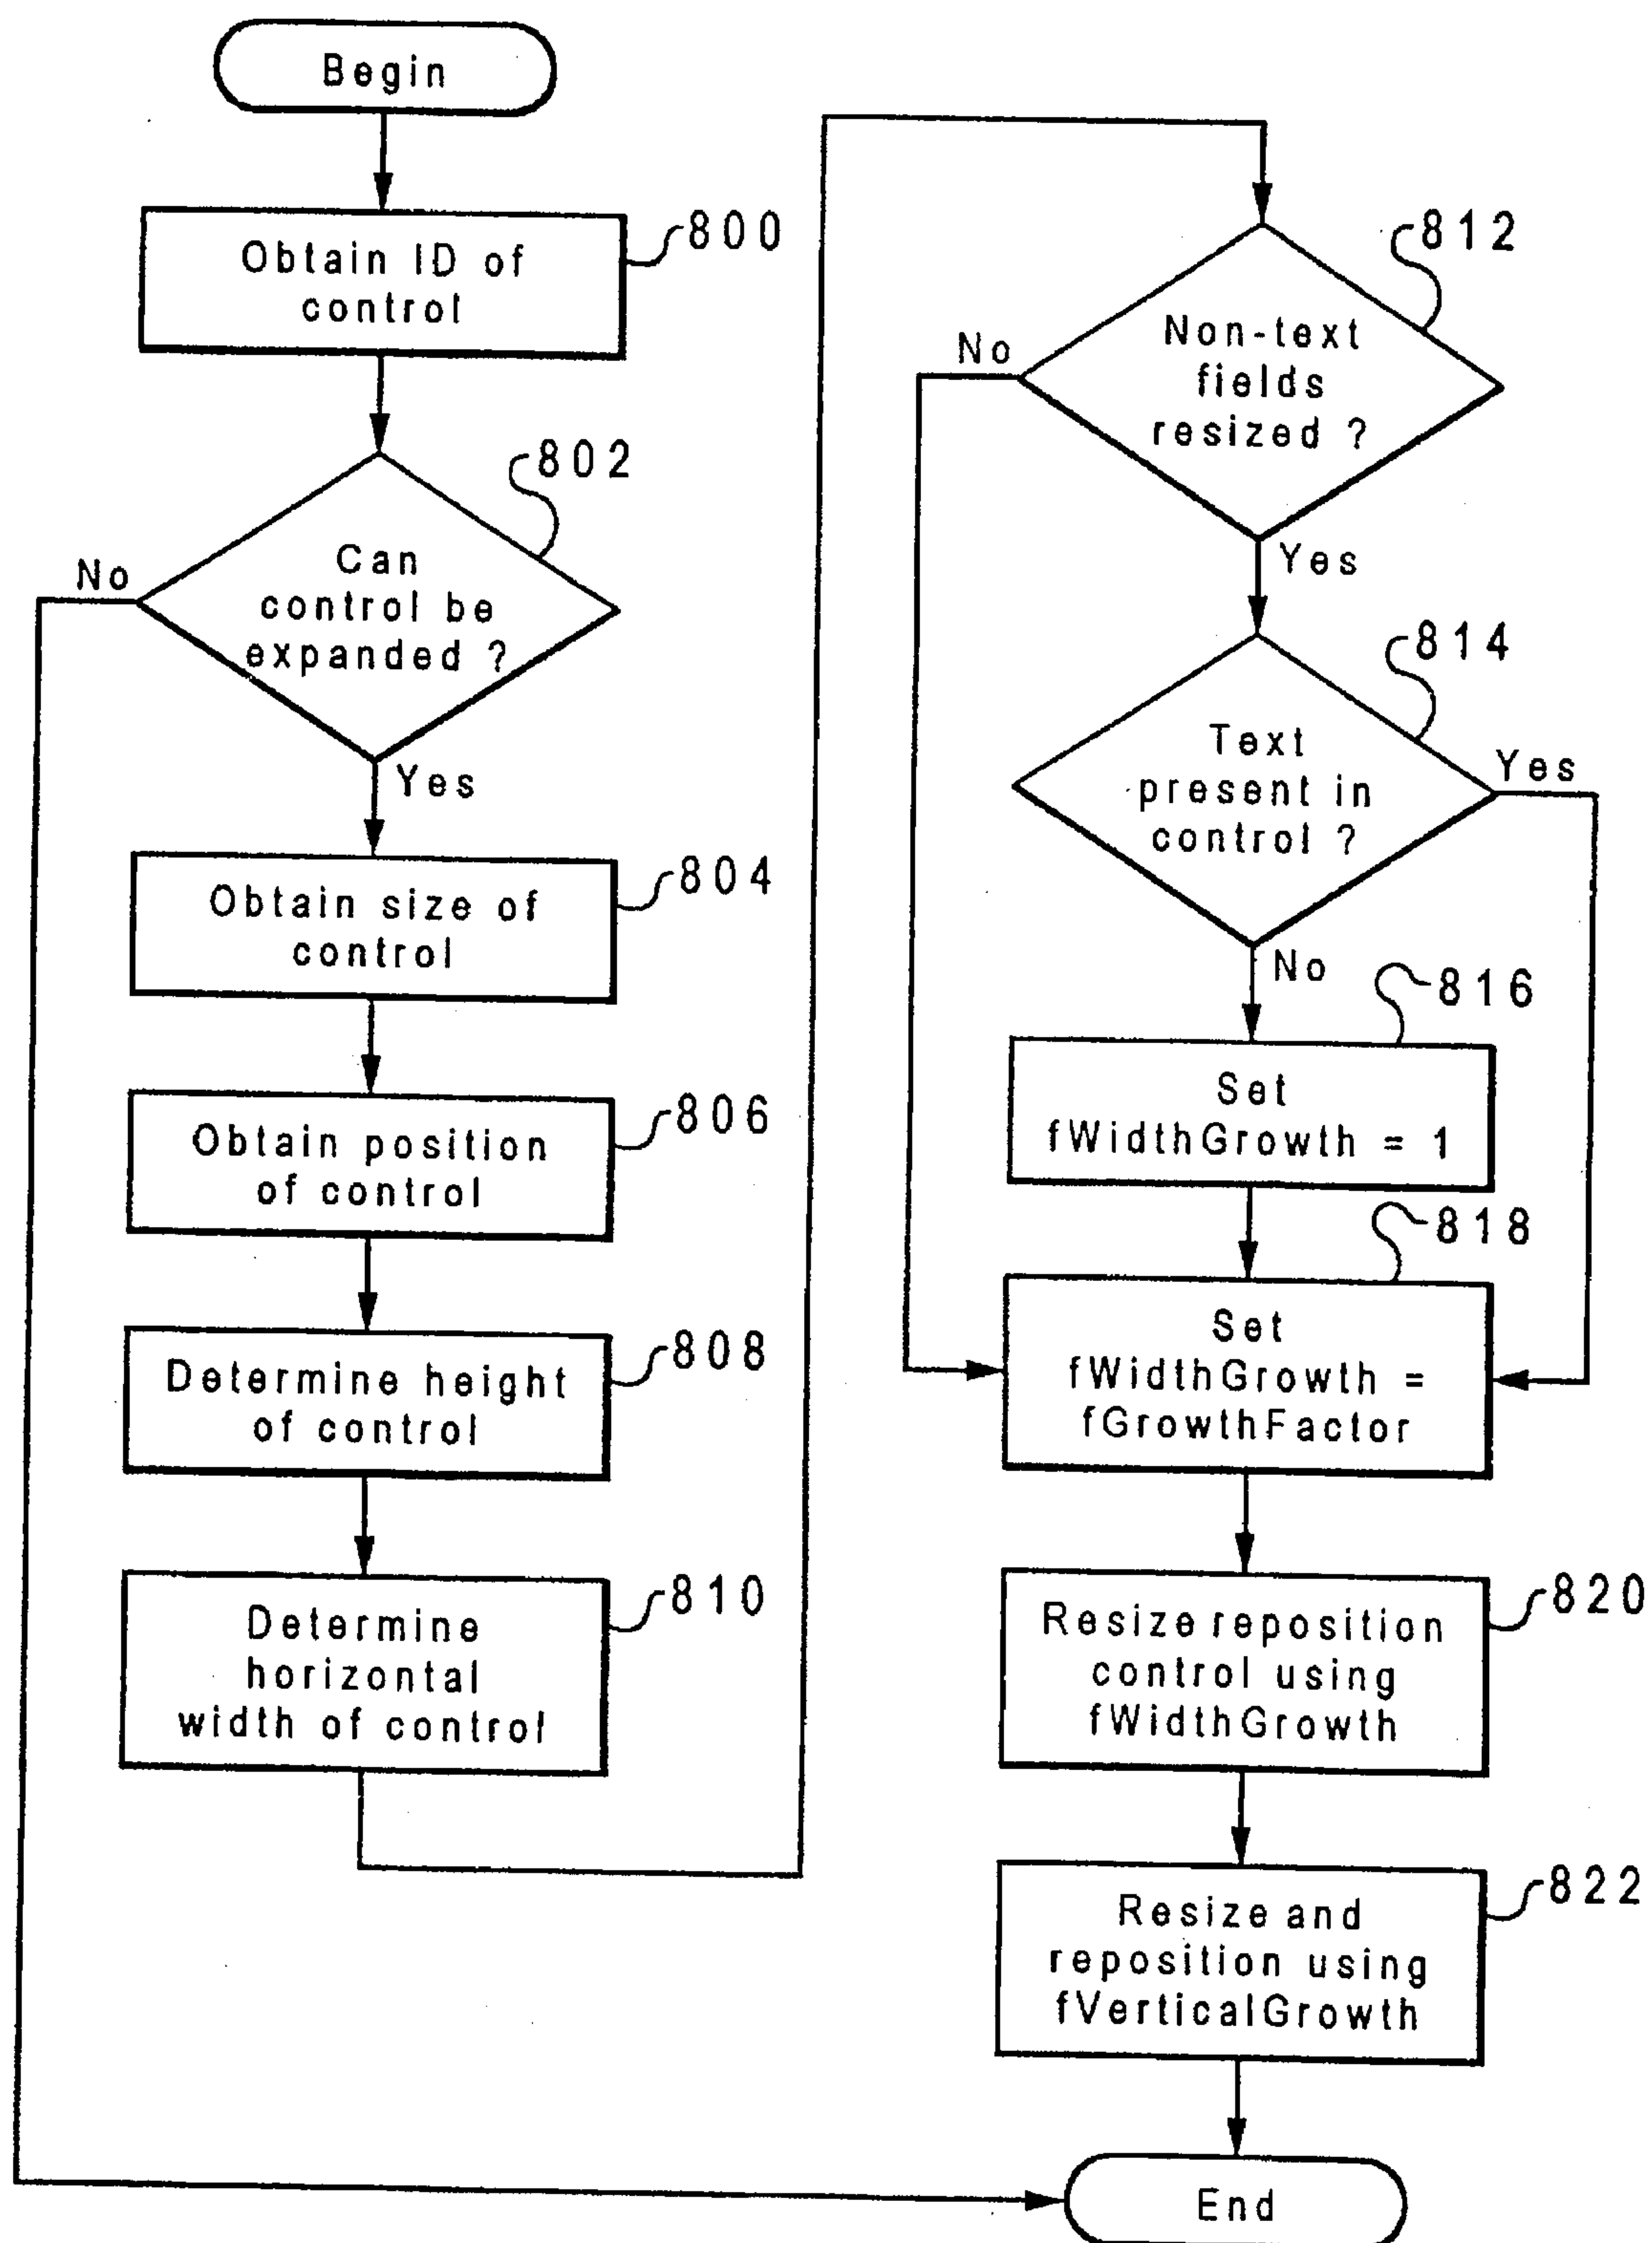 Begin
Obtain ID of
control
800
Can
control be
expanded ?
802
No
Yes
Obtain size of
control
804
Obtain position
of control
806
Determine height
of control
808
Determine
horizontal
width of control
810
Non-text
fields
resized ?
812
No
Yes
Text
present in
control ?
814
Yes
No
Set
fWidthGrowth = 1
816
Set
fWidthGrowth =
fGrowthFactor
818
Resize reposition
control using
fWidthGrowth
820
Resize and
reposition using
fVerticalGrowth
822
End